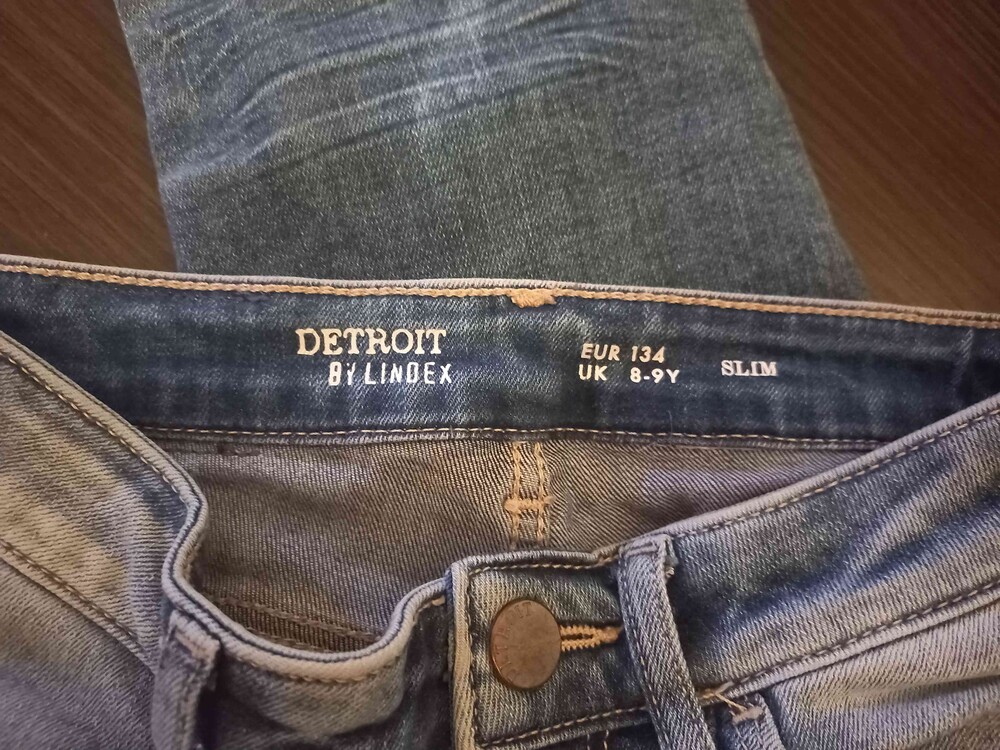 DETROIT
BY LINDEX
EUR 134
UK 8-9Y
SLIM